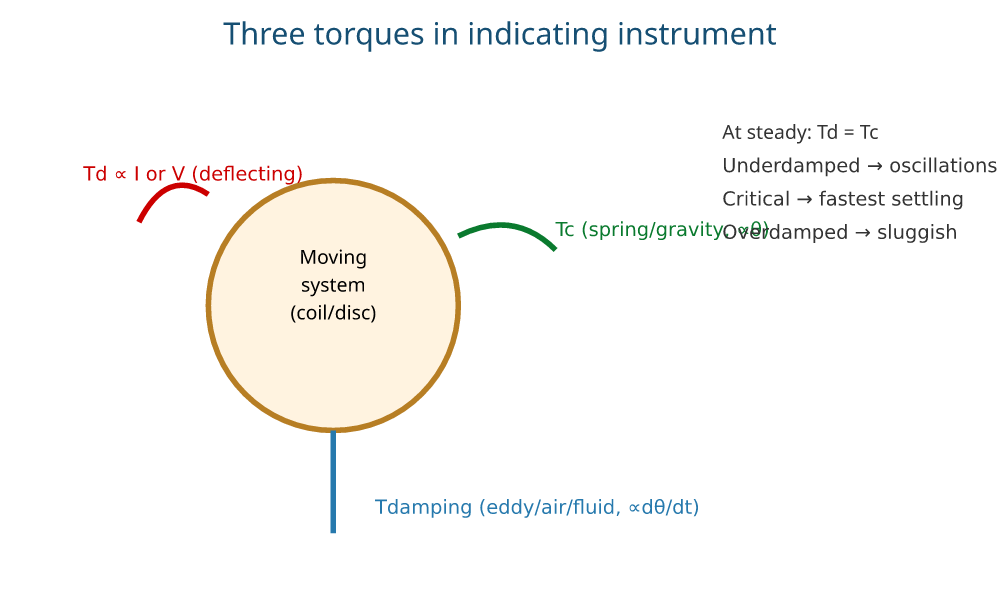 Three torques in indicating instrument
At steady: Td = Tc
Underdamped → oscillations
Critical → fastest settling
Overdamped → sluggish
Td ∝ I or V (deflecting)
Tc (spring/gravity, ∝θ)
Moving
system
(coil/disc)
Tdamping (eddy/air/fluid, ∝dθ/dt)